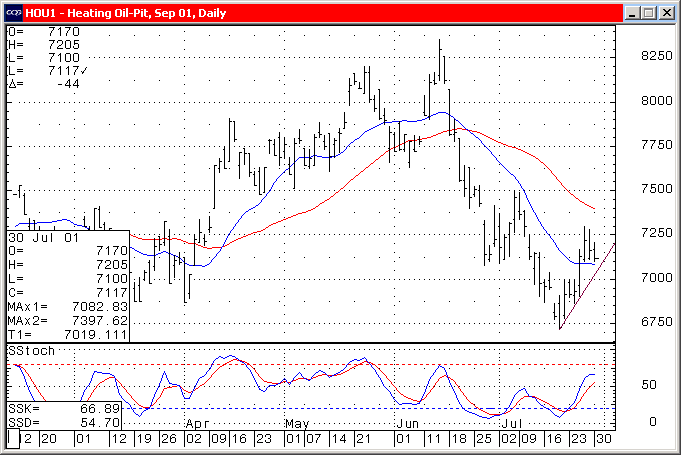 CQG HOU1 - Heating Oil-Pit, Sep 01, Daily
O= 7170
H= 7205
L= 7100
L= 7117✓
Δ= -44
8250
8000
7750
7500
7250
7000
6750
30 Jul 01
O= 7170
H= 7205
L= 7100
C= 7117
MAx1= 7082.83
MAx2= 7397.62
T1= 7019.111
SStoch
50
0
SSK= 66.89
SSD= 54.70
Apr May Jun Jul
12 20 01 12 19 26 02 09 16 23 01 07 14 21 01 11 18 25 02 09 16 23 30